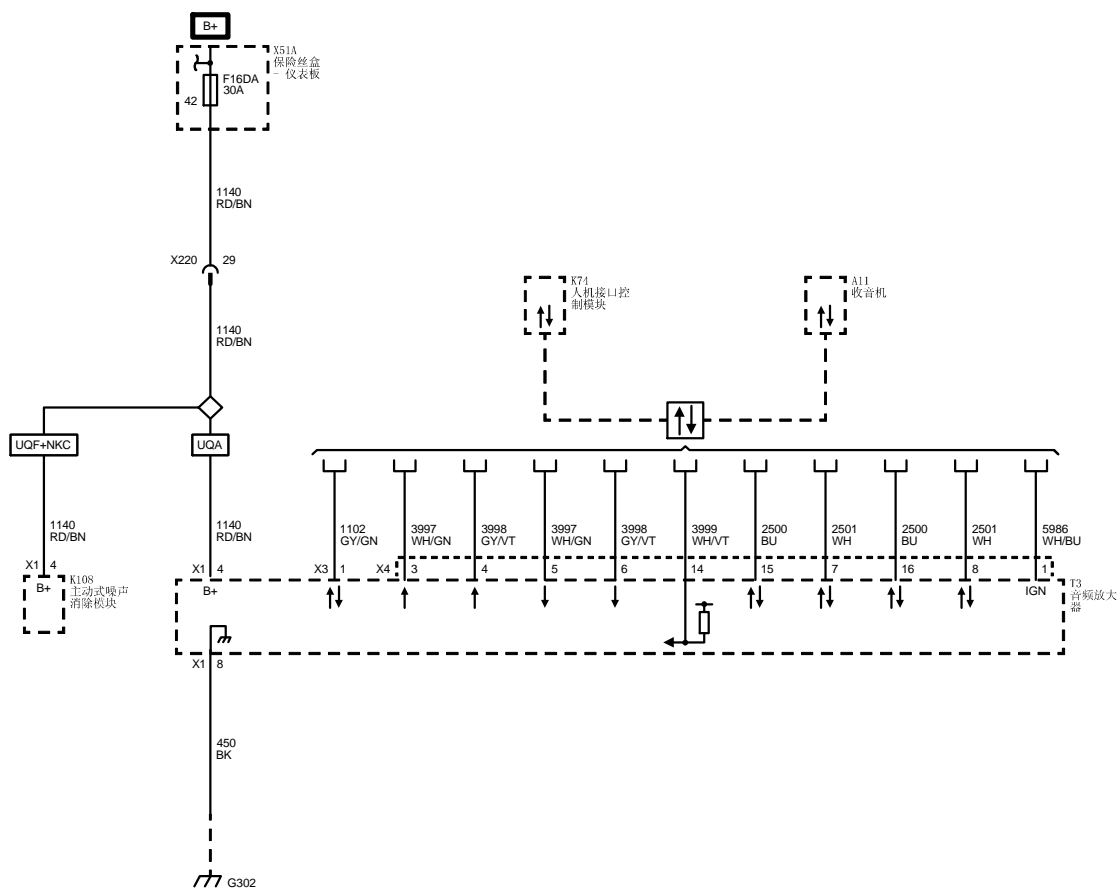 B+
X51A
保险丝盒
- 仪表板
F16DA
30A
42
1140
RD/BN
X220
29
K74
人机接口控
制模块
A11
收音机
1140
RD/BN
UQF+NKC
UQA
1140
RD/BN
1140
RD/BN
1102
GY/GN
3997
WH/GN
3998
GY/VT
3997
WH/GN
3998
GY/VT
3999
WH/VT
2500
BU
2501
WH
2500
BU
2501
WH
5986
WH/BU
X1 4
X1 4
X3 1
X4 3
4
5
6
14
15
7
16
8
1
B+
K108
主动式噪声
消除模块
B+
IGN
T3
音频放大
器
X1 8
450
BK
G302